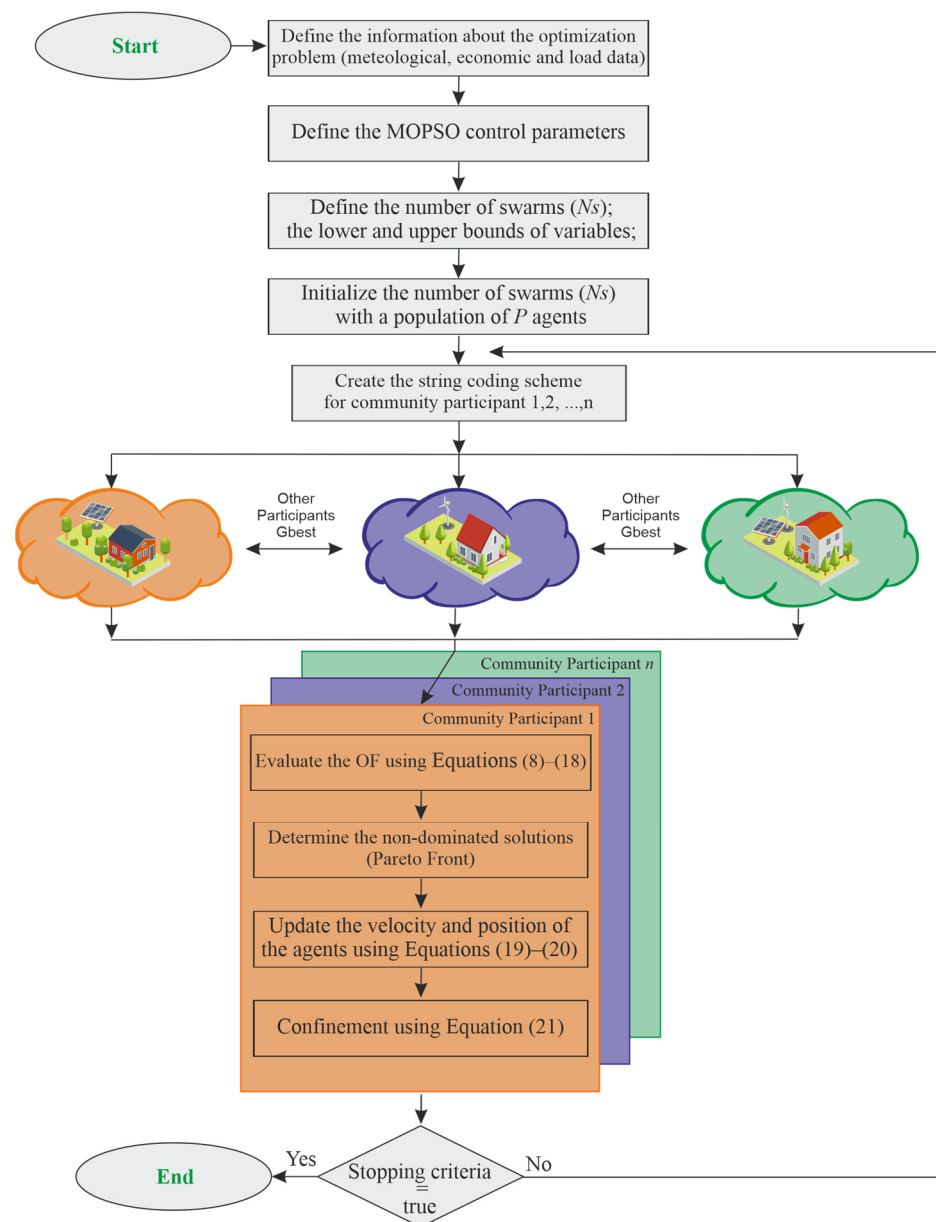 Start
Define the information about the optimization
problem (meteological, economic and load data)
Define the MOPSO control parameters
Define the number of swarms (Ns);
the lower and upper bounds of variables;
Initialize the number of swarms (Ns)
with a population of P agents
Create the string coding scheme
for community participant 1,2, ...,n
Other
Participants
Gbest
Other
Participants
Gbest
Community Participant n
Community Participant 2
Community Participant 1
Evaluate the OF using Equations (8)–(18)
Determine the non-dominated solutions
(Pareto Front)
Update the velocity and position of
the agents using Equations (19)–(20)
Confinement using Equation (21)
Stopping criteria
=
true
Yes
No
End